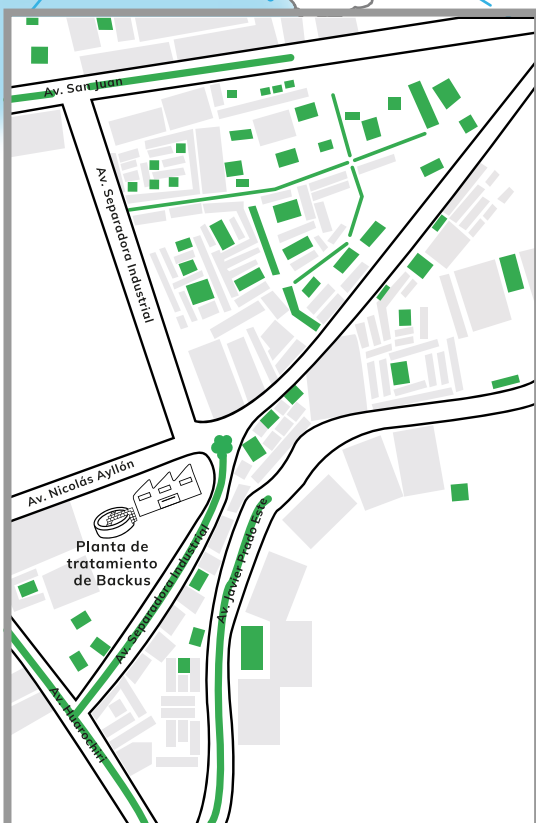 Av. San Juan
Av. Separadora Industrial
Av. Nicolás Ayllón
Planta de
tratamiento
de Backus
Av. Separadora Industrial
Av. Javier Prado Este
Av. Huarochiri